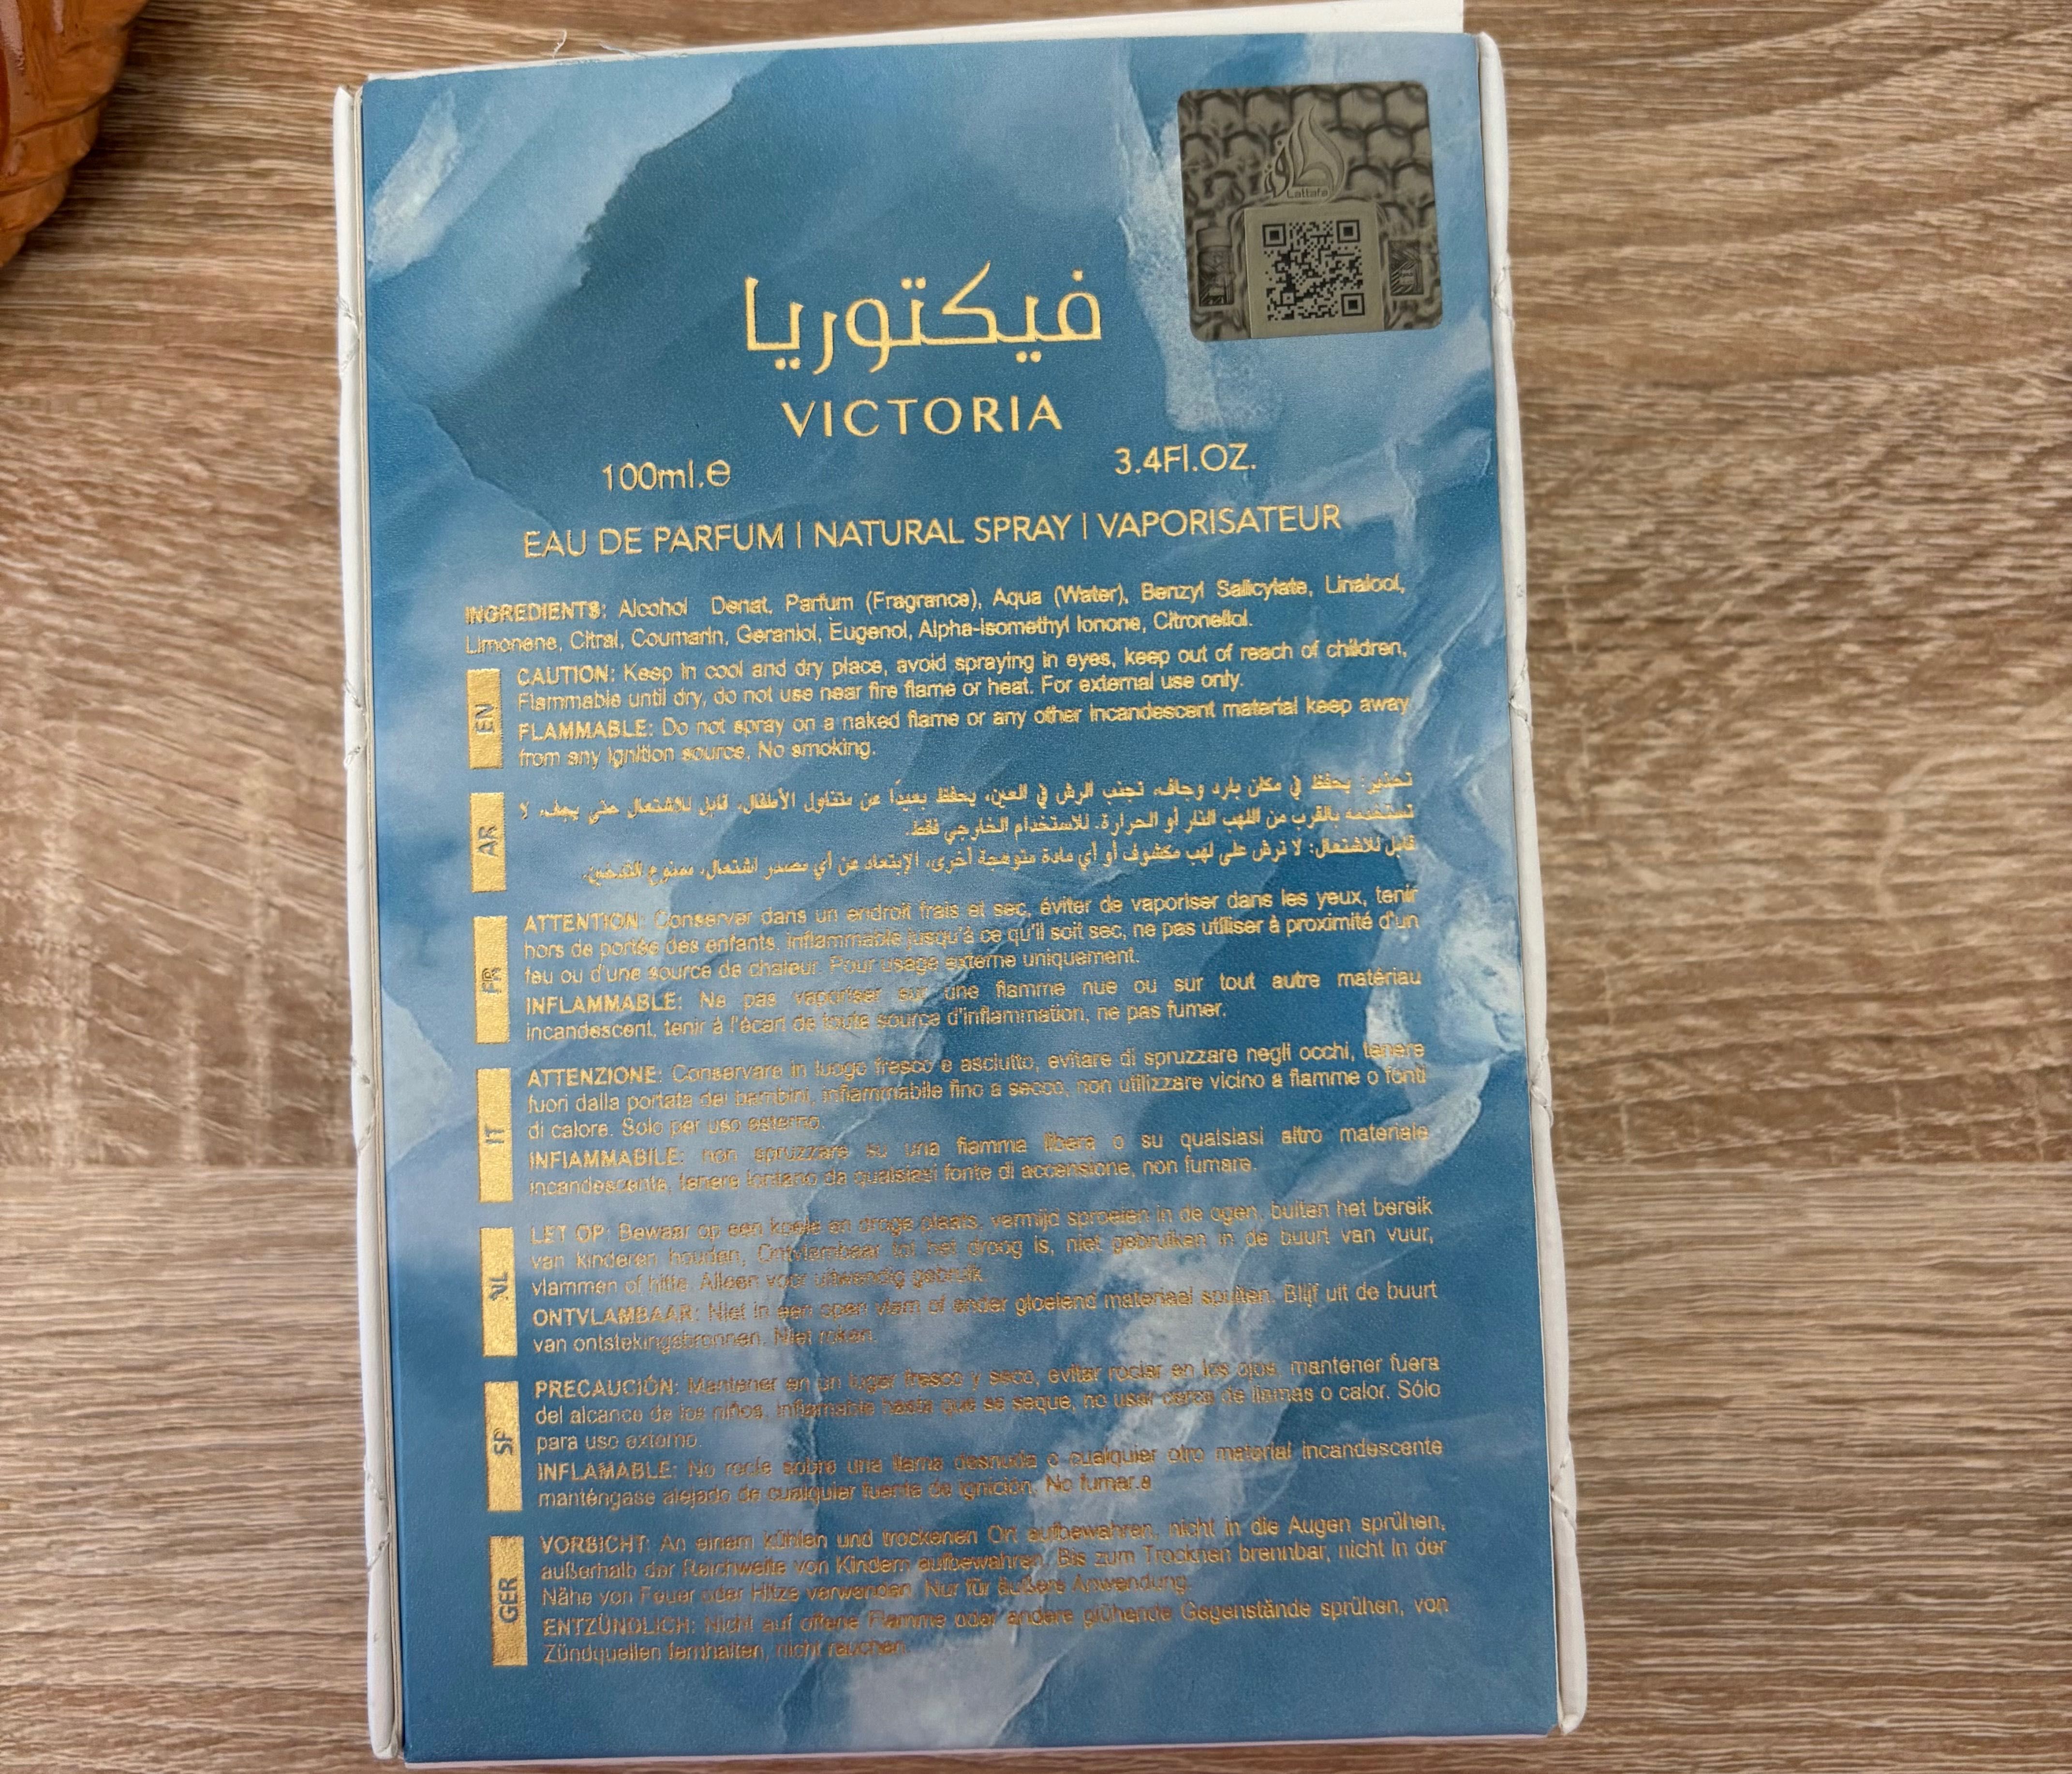 لطافة
Lattafa
فيكتوريا
VICTORIA
100ml.e 3.4Fl.OZ.
EAU DE PARFUM | NATURAL SPRAY | VAPORISATEUR
INGREDIENTS: Alcohol Denat, Parfum (Fragrance), Aqua (Water), Benzyl Salicylate, Linalool,
Limonene, Citral, Coumarin, Geraniol, Eugenol, Alpha-Isomethyl Ionone, Citronellol.
EN
CAUTION: Keep in cool and dry place, avoid spraying in eyes, keep out of reach of children,
Flammable until dry, do not use near fire flame or heat. For external use only.
FLAMMABLE: Do not spray on a naked flame or any other incandescent material keep away
from any ignition source, No smoking.
AR
تحذير: يحفظ في مكان بارد وجاف، تجنب الرش في العين، يحفظ بعيداً عن متناول الأطفال، قابل للاشتعال حتى يجف، لا
تستخدمه بالقرب من اللهب النار أو الحرارة. للاستخدام الخارجي فقط.
قابل للاشتعال: لا ترش على لهب مكشوف أو أي مادة متوهجة أخرى، الإبتعاد عن أي مصدر اشتعال، ممنوع التدخين.
FR
ATTENTION: Conserver dans un endroit frais et sec, éviter de vaporiser dans les yeux, tenir
hors de portée des enfants. Inflammable jusqu'à ce qu'il soit sec, ne pas utiliser à proximité d'un
feu ou d'une source de chaleur. Pour usage externe uniquement.
INFLAMMABLE: Ne pas vaporiser sur une flamme nue ou sur tout autre matériau
incandescent, tenir à l'écart de toute source d'inflammation, ne pas fumer.
IT
ATTENZIONE: Conservare in luogo fresco e asciutto, evitare di spruzzare negli occhi, tenere
fuori dalla portata dei bambini, infiammabile fino a secco, non utilizzare vicino a fiamme o fonti
di calore. Solo per uso esterno.
INFIAMMABILE: non spruzzare su una fiamma libera o su qualsiasi altro materiale
incandescente, tenere lontano da qualsiasi fonte di accensione, non fumare.
NL
LET OP: Bewaar op een koele en droge plaats, vermijd sproeien in de ogen, buiten het bereik
van kinderen houden, Ontvlambaar tot het droog is, niet gebruiken in de buurt van vuur,
vlammen of hitte. Alleen voor uitwendig gebruik.
ONTVLAMBAAR: Niet in een open vlam of ander gloeiend materiaal spuiten. Blijf uit de buurt
van ontstekingsbronnen. Niet roken.
SP
PRECAUCIÓN: Mantener en un lugar fresco y seco, evitar rociar en los ojos, mantener fuera
del alcance de los niños, inflamable hasta que se seque, no usar cerca de llamas o calor. Sólo
para uso externo.
INFLAMABLE: No rocíe sobre una llama desnuda o cualquier otro material incandescente
manténgase alejado de cualquier fuente de ignición, No fumar.a
GER
VORBICHT: An einem kühlen und trockenen Ort aufbewahren, nicht in die Augen sprühen,
außerhalb der Reichweite von Kindern aufbewahren. Bis zum Trocknen brennbar, nicht in der
Nähe von Feuer oder Hitze verwenden. Nur für äußere Anwendung.
ENTZÜNDLICH: Nicht auf offene Flamme oder andere glühende Gegenstände sprühen, von
Zündquellen fernhalten, nicht rauchen.